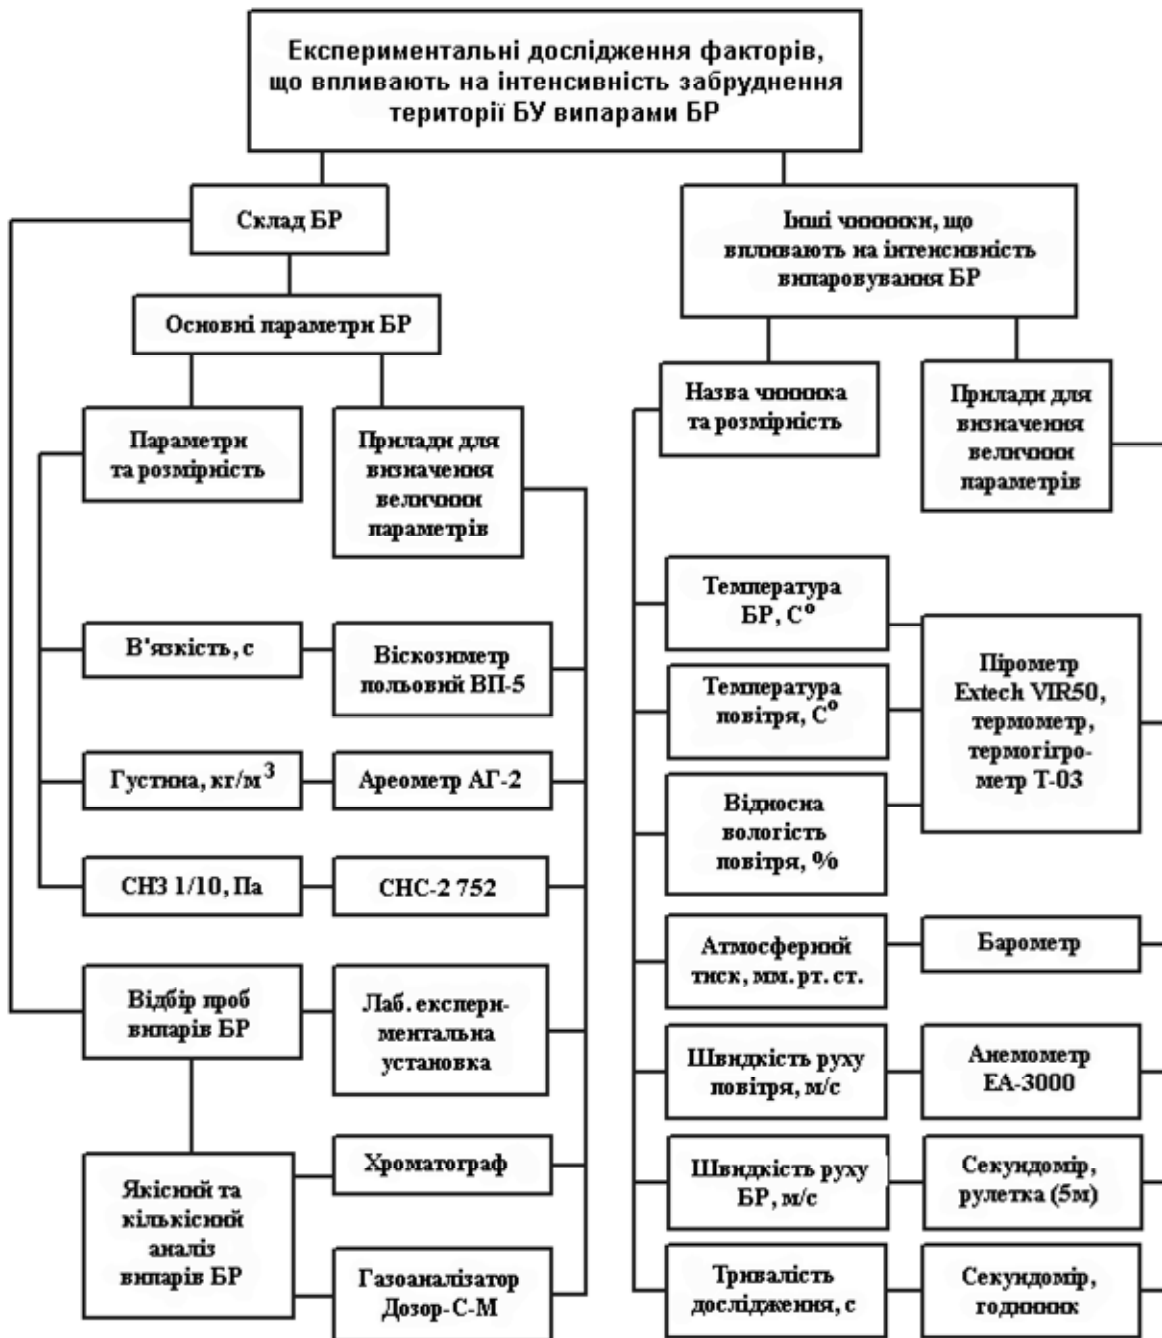 Експериментальні дослідження факторів,
що впливають на інтенсивність забруднення
території БУ випарами БР
Склад БР
Інші чинники, що
впливають на інтенсивність
випаровування БР
Основні параметри БР
Параметри
та розмірність
Прилади для
визначення
величини
параметрів
Назва чинника
та розмірність
Прилади для
визначення
величини
параметрів
В'язкість, с
Віскозиметр
польовий ВП-5
Густина, кг/м³
Ареометр АГ-2
СНЗ 1/10, Па
СНС-2 752
Відбір проб
випарів БР
Лаб. експери-
ментальна
установка
Якісний та
кількісний
аналіз
випарів БР
Хроматограф
Газоаналізатор
Дозор-С-М
Температура
БР, С°
Температура
повітря, С°
Відносна
вологість
повітря, %
Пірометр
Extech VIR50,
термометр,
термогігро-
метр Т-03
Атмосферний
тиск, мм. рт. ст.
Барометр
Швидкість руху
повітря, м/с
Анемометр
EA-3000
Швидкість руху
БР, м/с
Секундомір,
рулетка (5м)
Тривалість
дослідження, с
Секундомір,
годинник